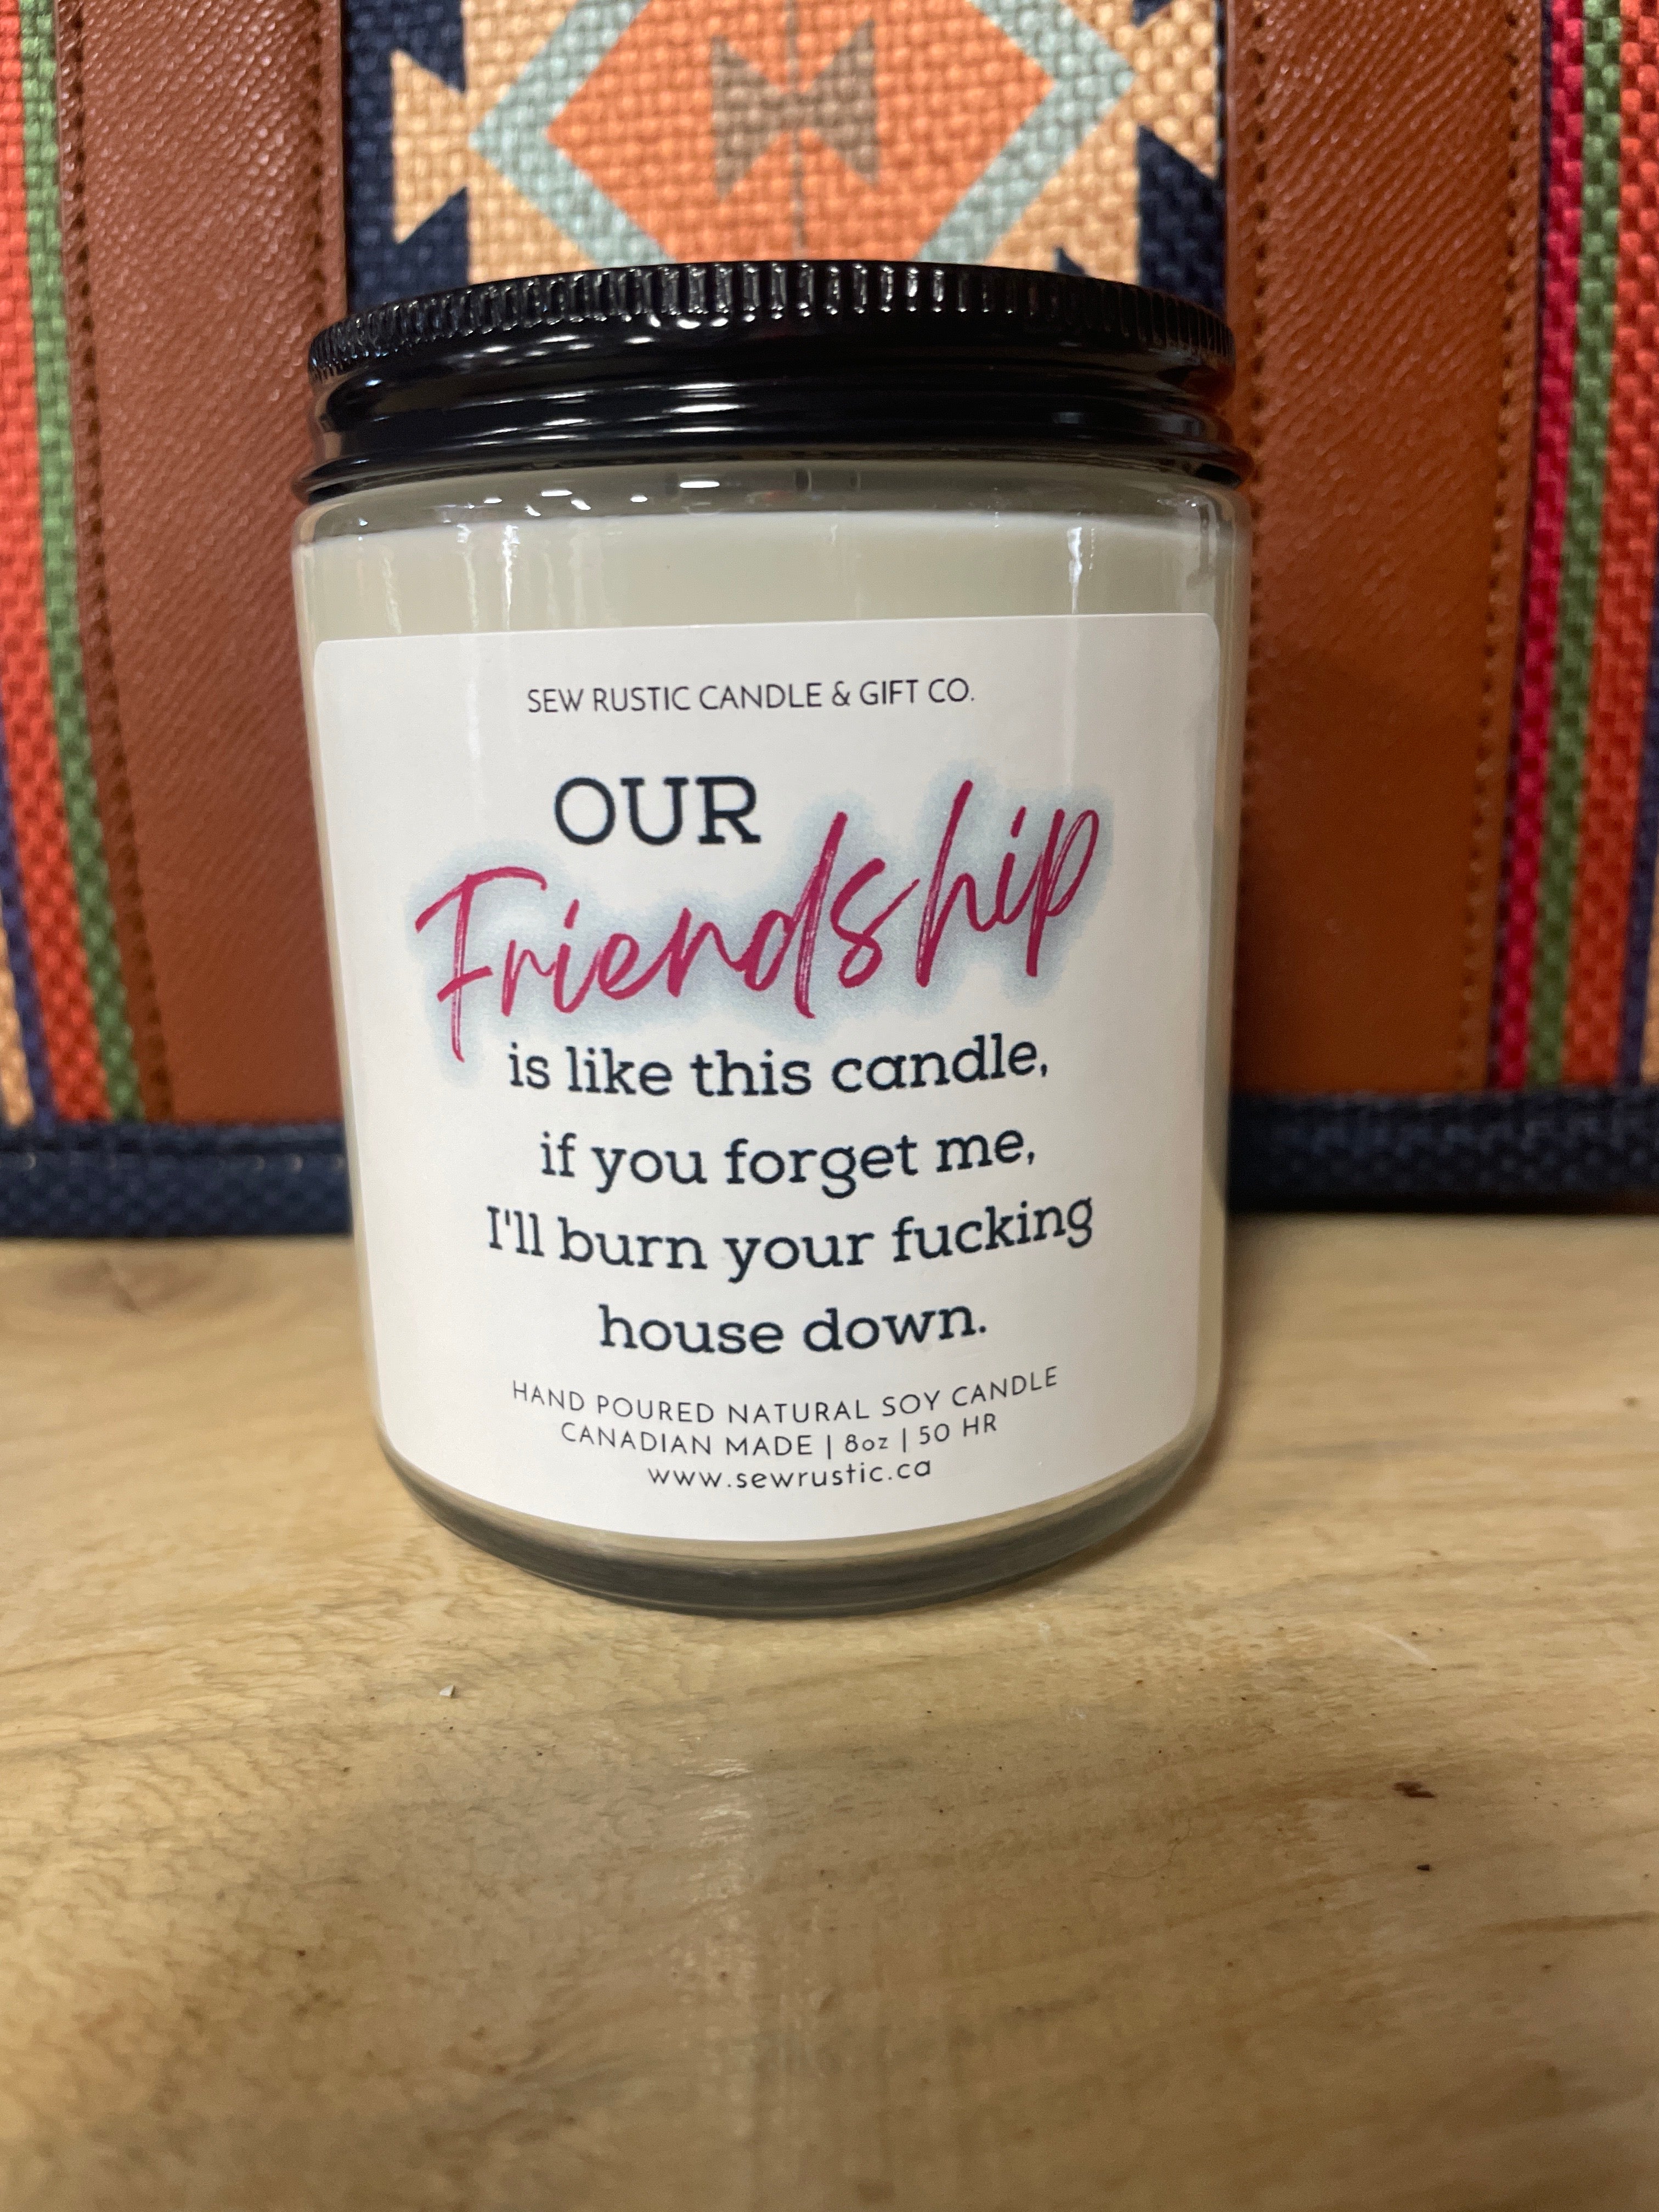 SEW RUSTIC CANDLE & GIFT CO.
OUR
Friendship
is like this candle,
if you forget me,
I'll burn your fucking
house down.
HAND POURED NATURAL SOY CANDLE
CANADIAN MADE | 8oz | 50 HR
www.sewrustic.ca